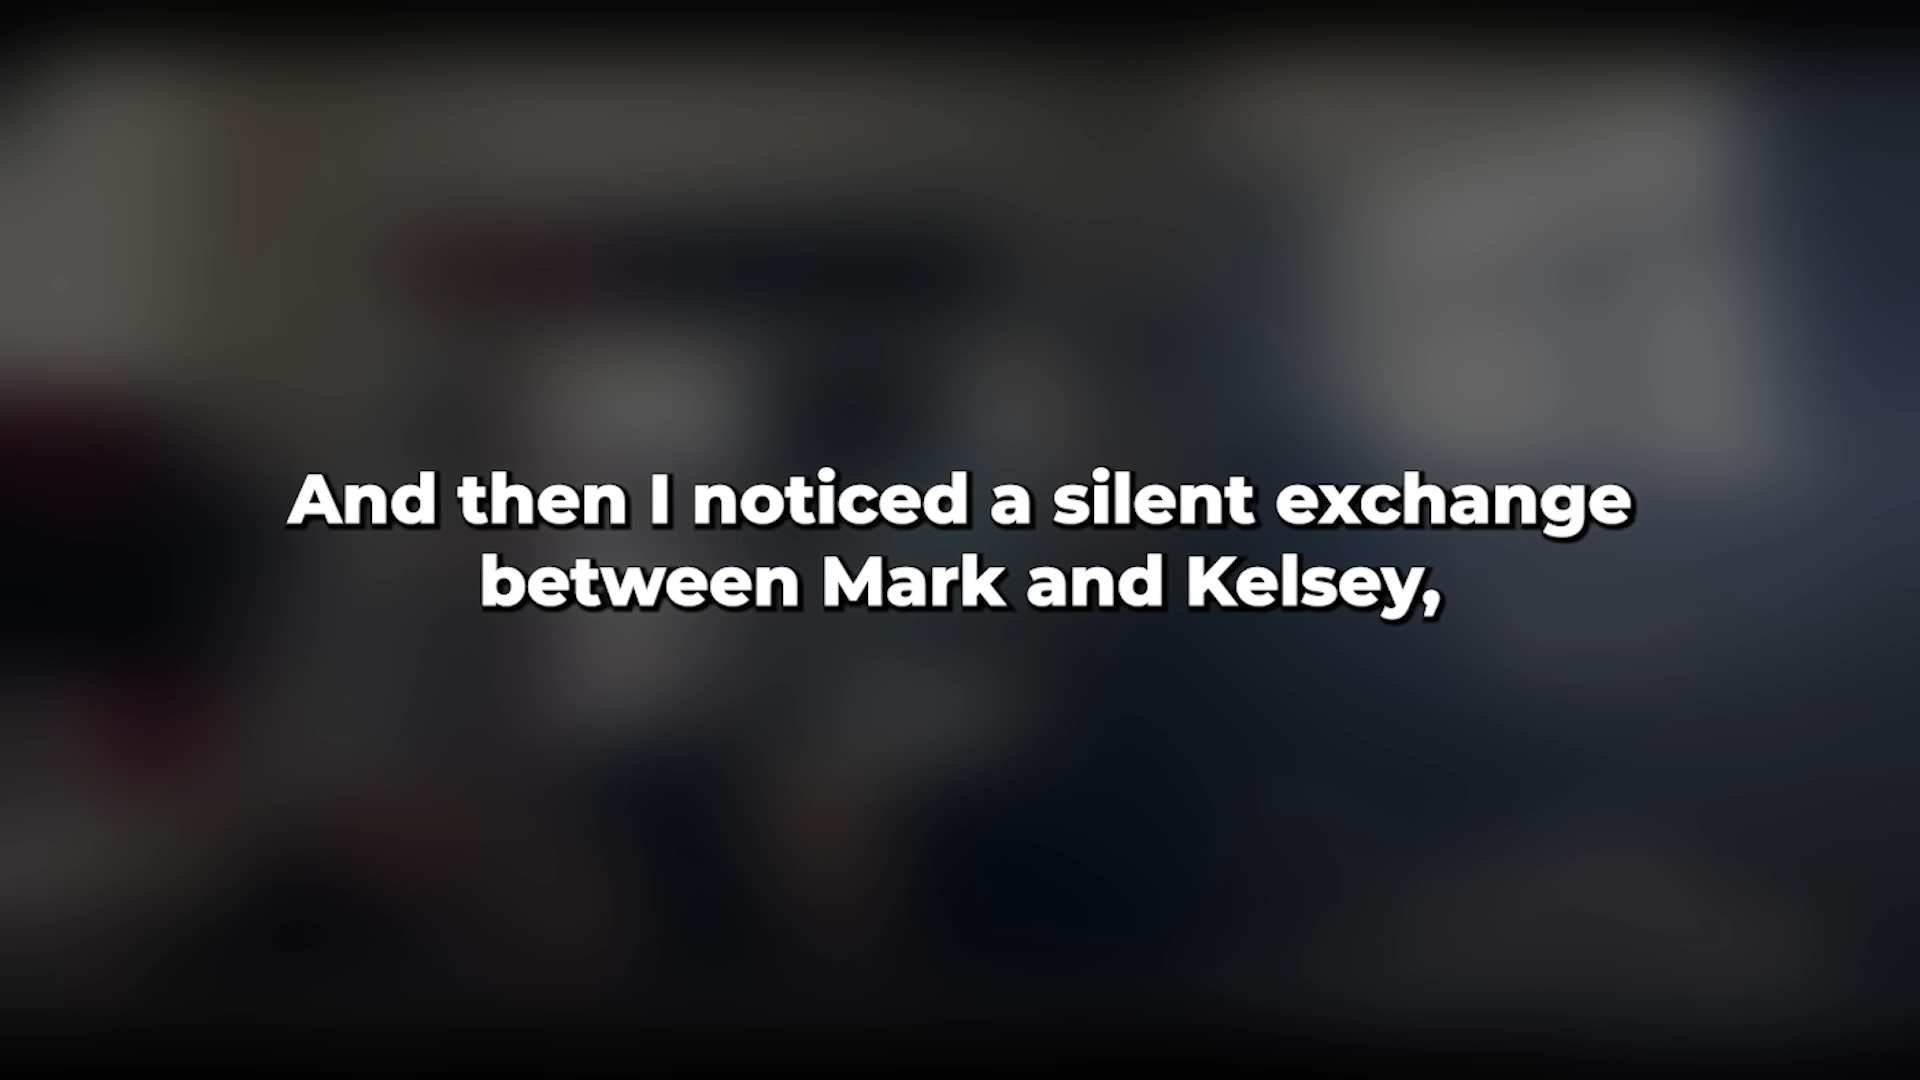 And then I noticed a silent exchange
between Mark and Kelsey,